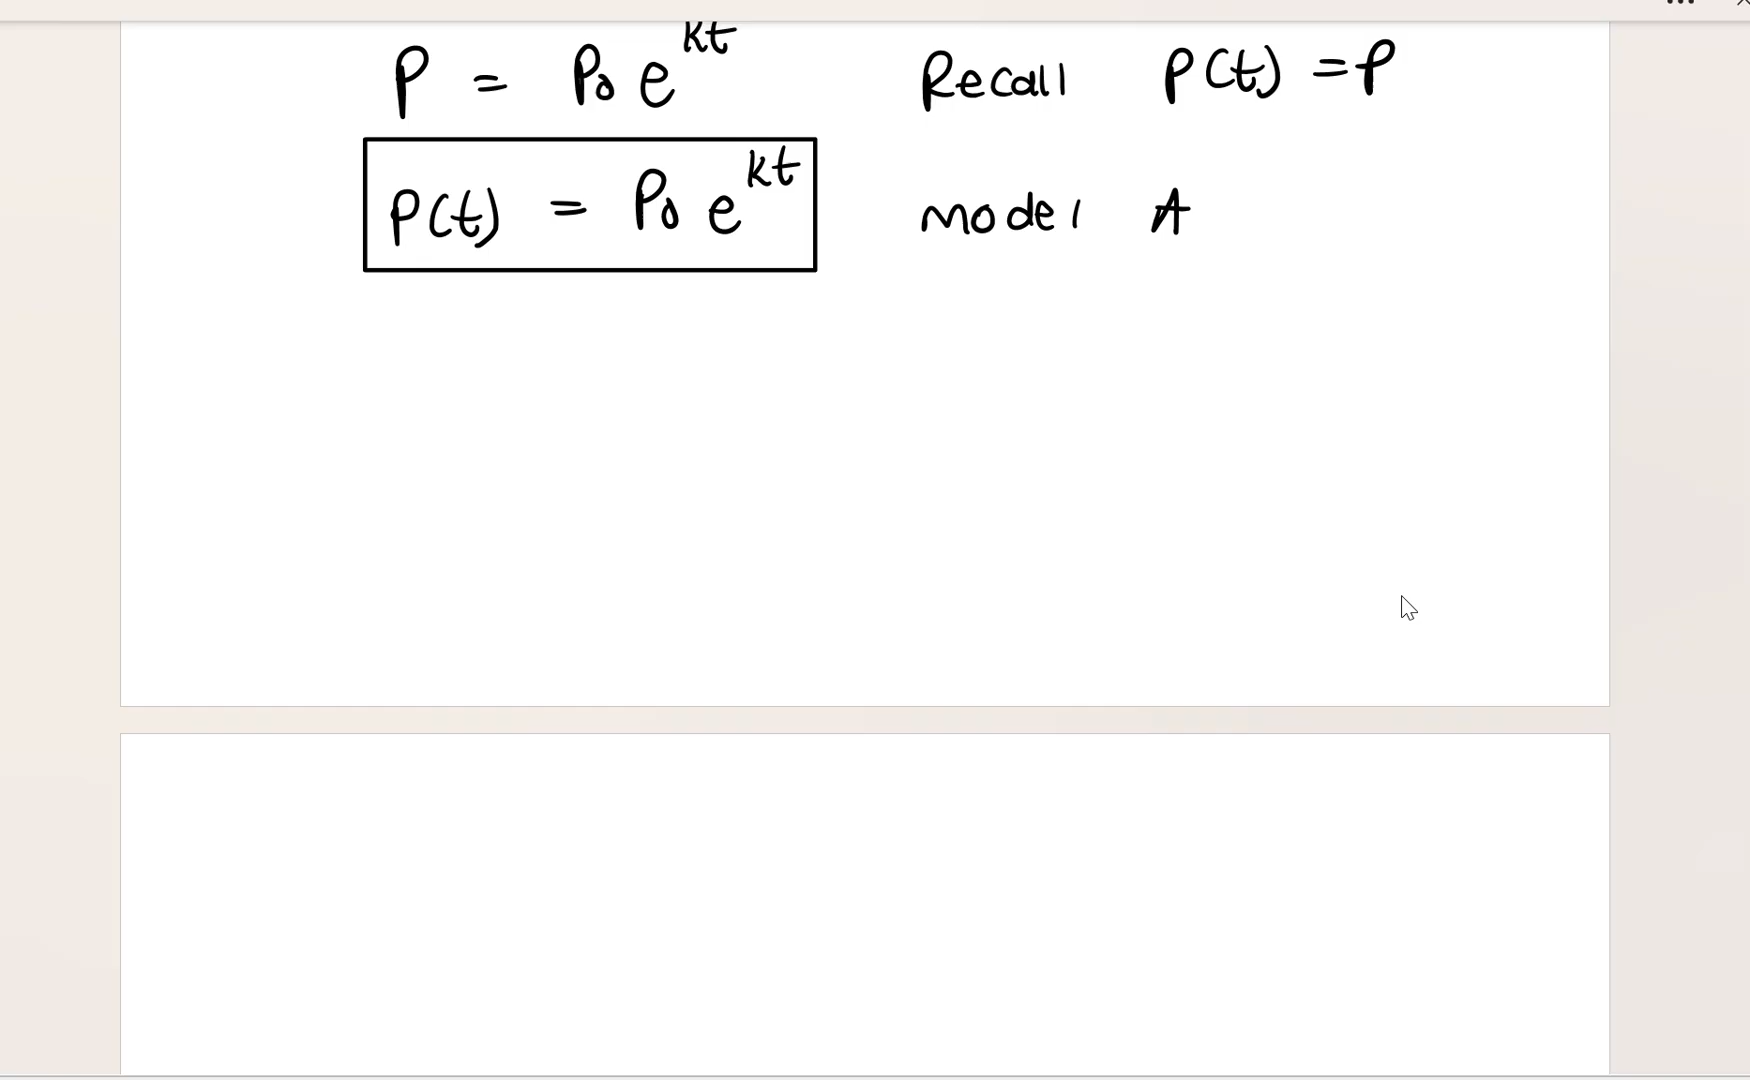 P = P₀ e^{kt} Recall P(t) = P
P(t) = P₀ e^{kt} model A